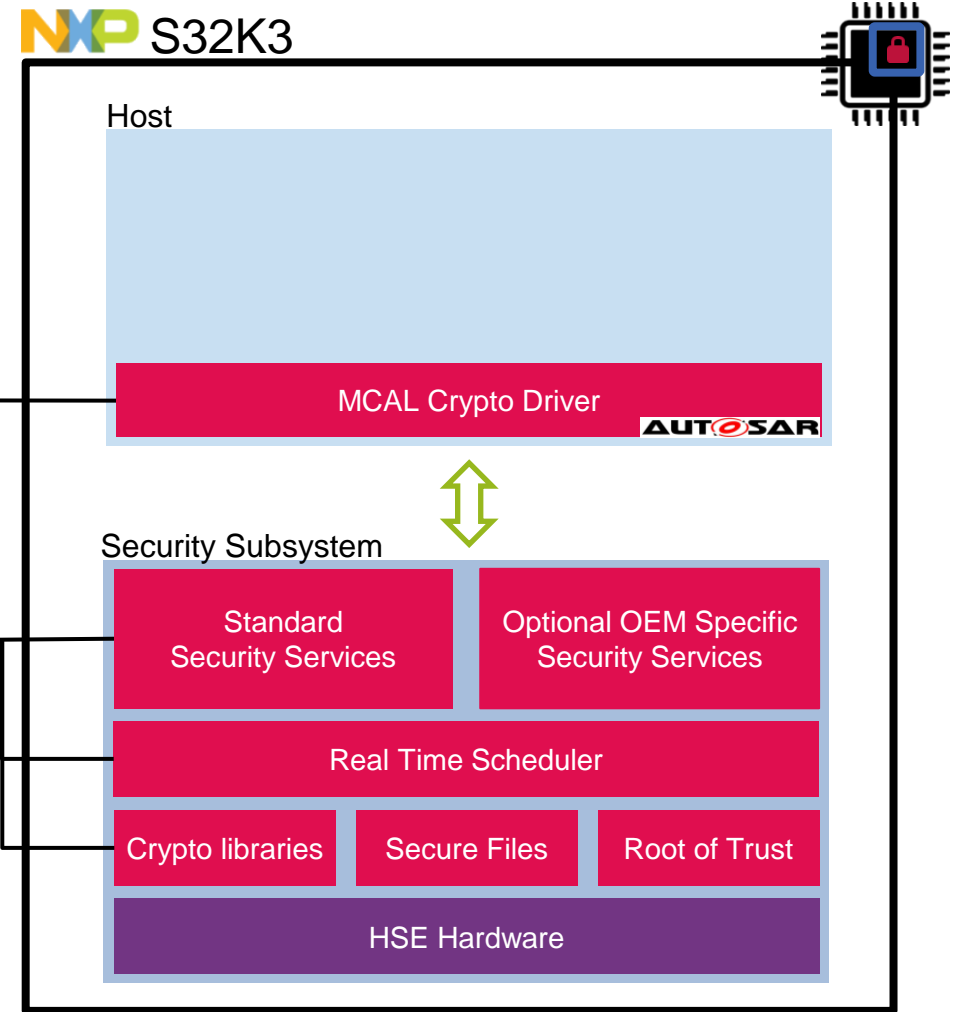 NXP S32K3
Host
MCAL Crypto Driver
AUTOSAR
Security Subsystem
Standard
Security Services
Optional OEM Specific
Security Services
Real Time Scheduler
Crypto libraries
Secure Files
Root of Trust
HSE Hardware